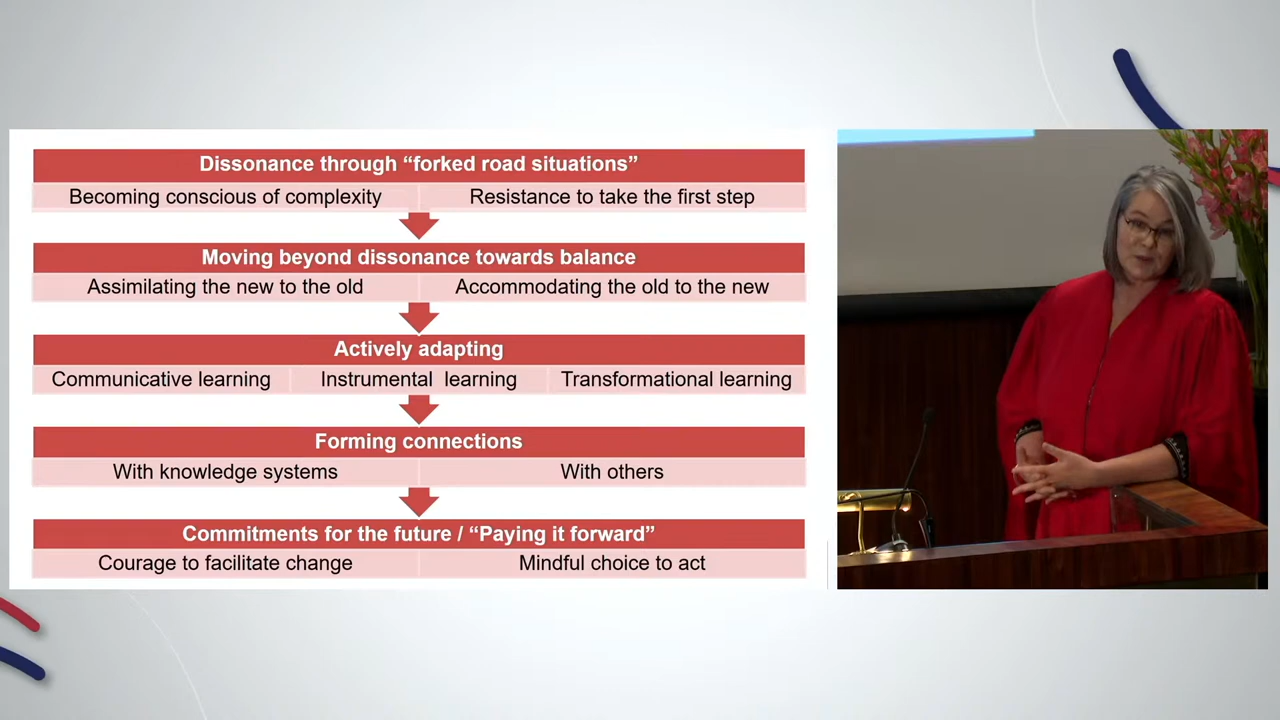 Dissonance through “forked road situations”
Becoming conscious of complexity
Resistance to take the first step
Moving beyond dissonance towards balance
Assimilating the new to the old
Accommodating the old to the new
Actively adapting
Communicative learning
Instrumental learning
Transformational learning
Forming connections
With knowledge systems
With others
Commitments for the future / “Paying it forward”
Courage to facilitate change
Mindful choice to act